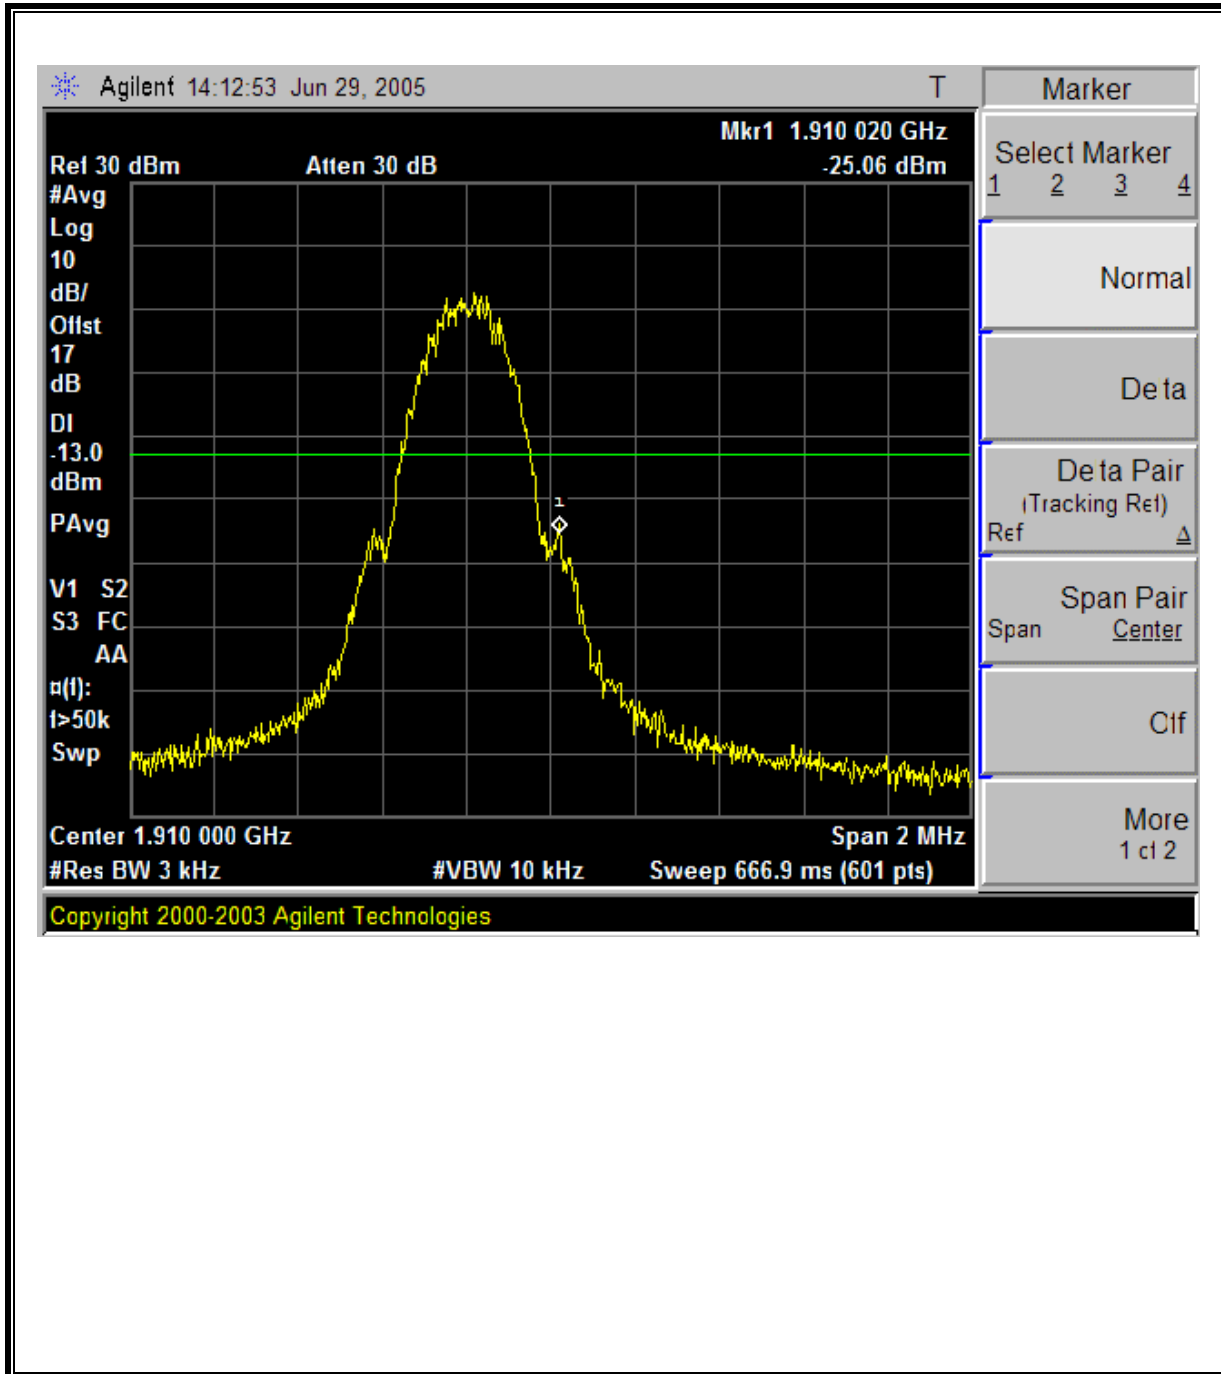 Agilent 14:12:53 Jun 29, 2005 T
Mkr1 1.910 020 GHz
Ref 30 dBm Atten 30 dB -25.06 dBm
#Avg
Log
10
dB/
Offst
17
dB
DI
-13.0
dBm
PAvg
V1 S2
S3 FC
AA
¤(f):
f>50k
Swp
1
Center 1.910 000 GHz Span 2 MHz
#Res BW 3 kHz #VBW 10 kHz Sweep 666.9 ms (601 pts)
Copyright 2000-2003 Agilent Technologies
Marker
Select Marker
1 2 3 4
Normal
Delta
Delta Pair
(Tracking Ref)
Ref Δ
Span Pair
Span Center
Off
More
1 of 2